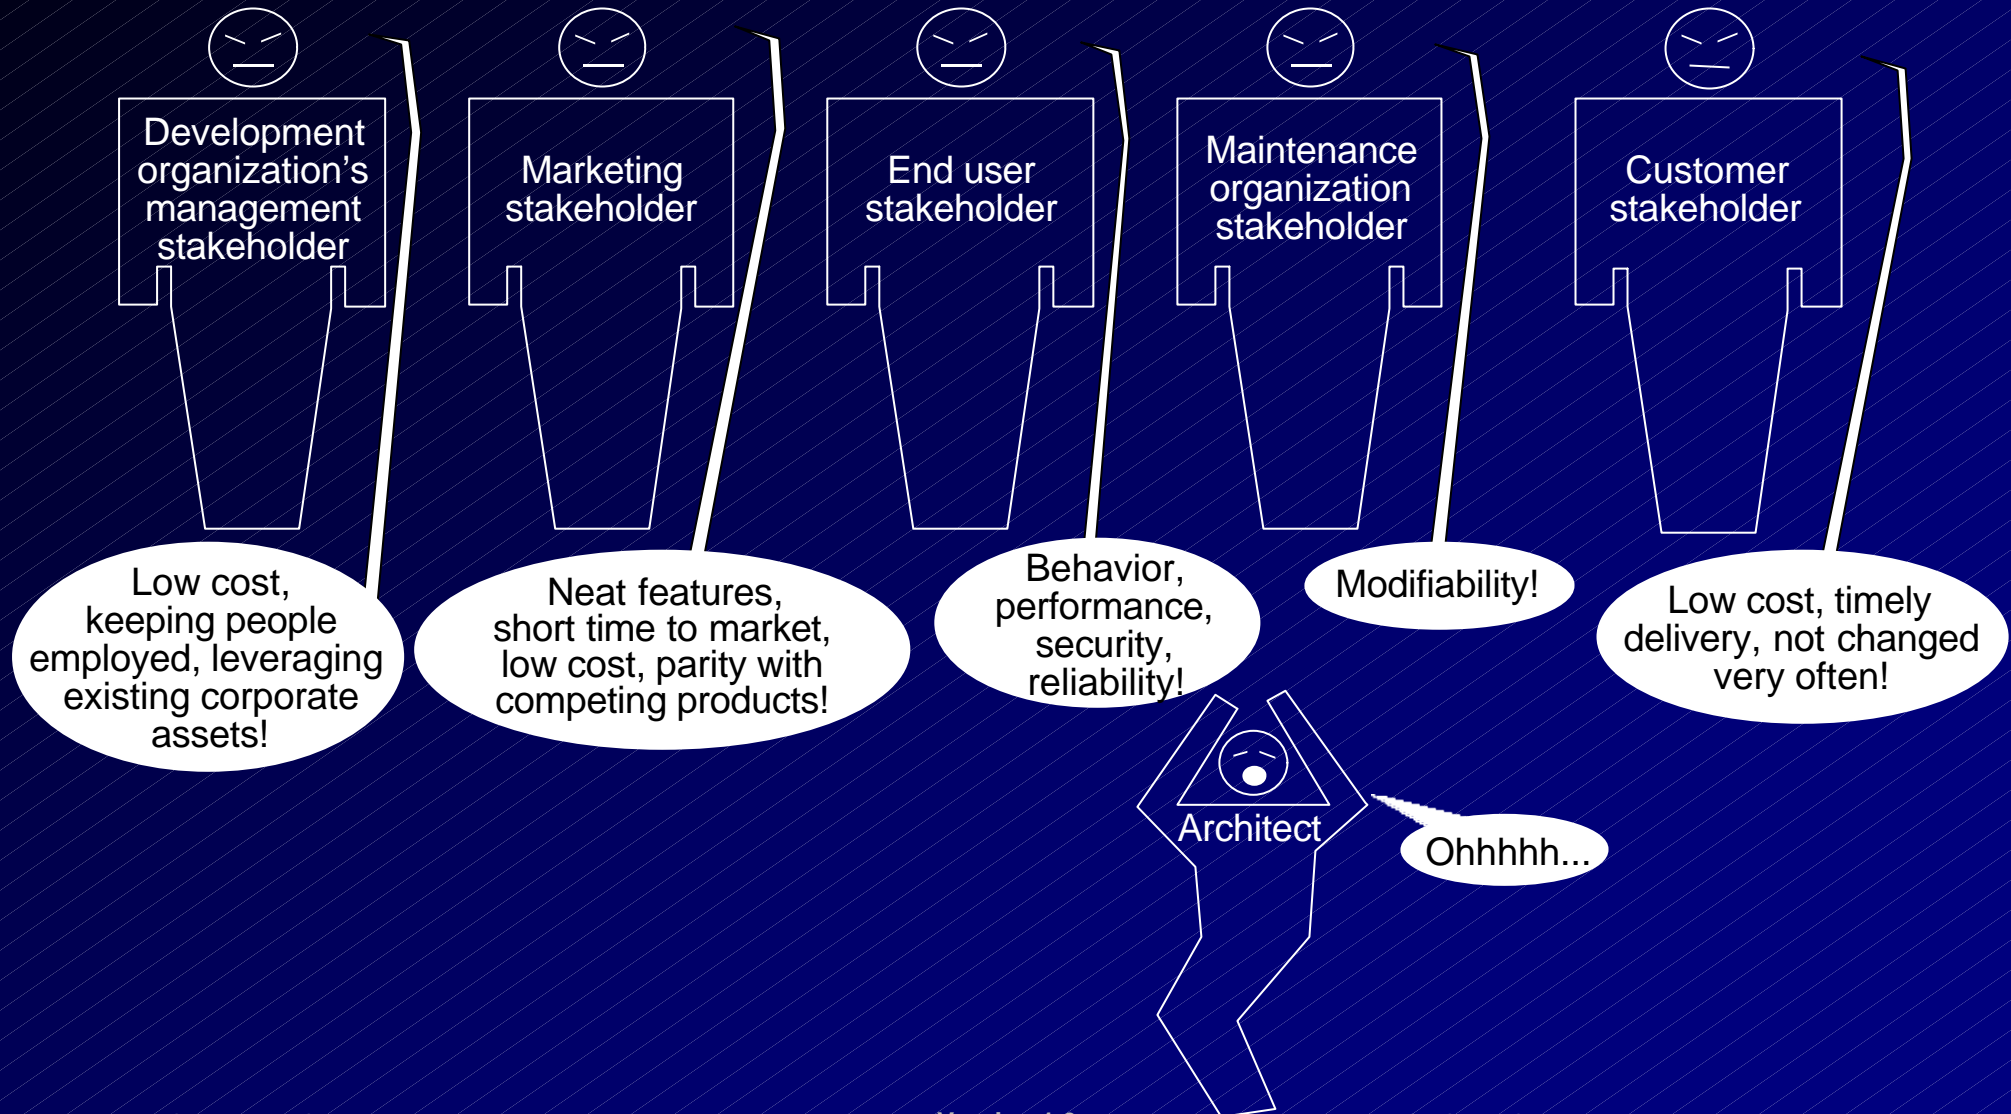 Development
organization's
management
stakeholder
Marketing
stakeholder
End user
stakeholder
Maintenance
organization
stakeholder
Customer
stakeholder
Low cost,
keeping people
employed, leveraging
existing corporate
assets!
Neat features,
short time to market,
low cost, parity with
competing products!
Behavior,
performance,
security,
reliability!
Modifiability!
Low cost, timely
delivery, not changed
very often!
Architect
Ohhhhh...